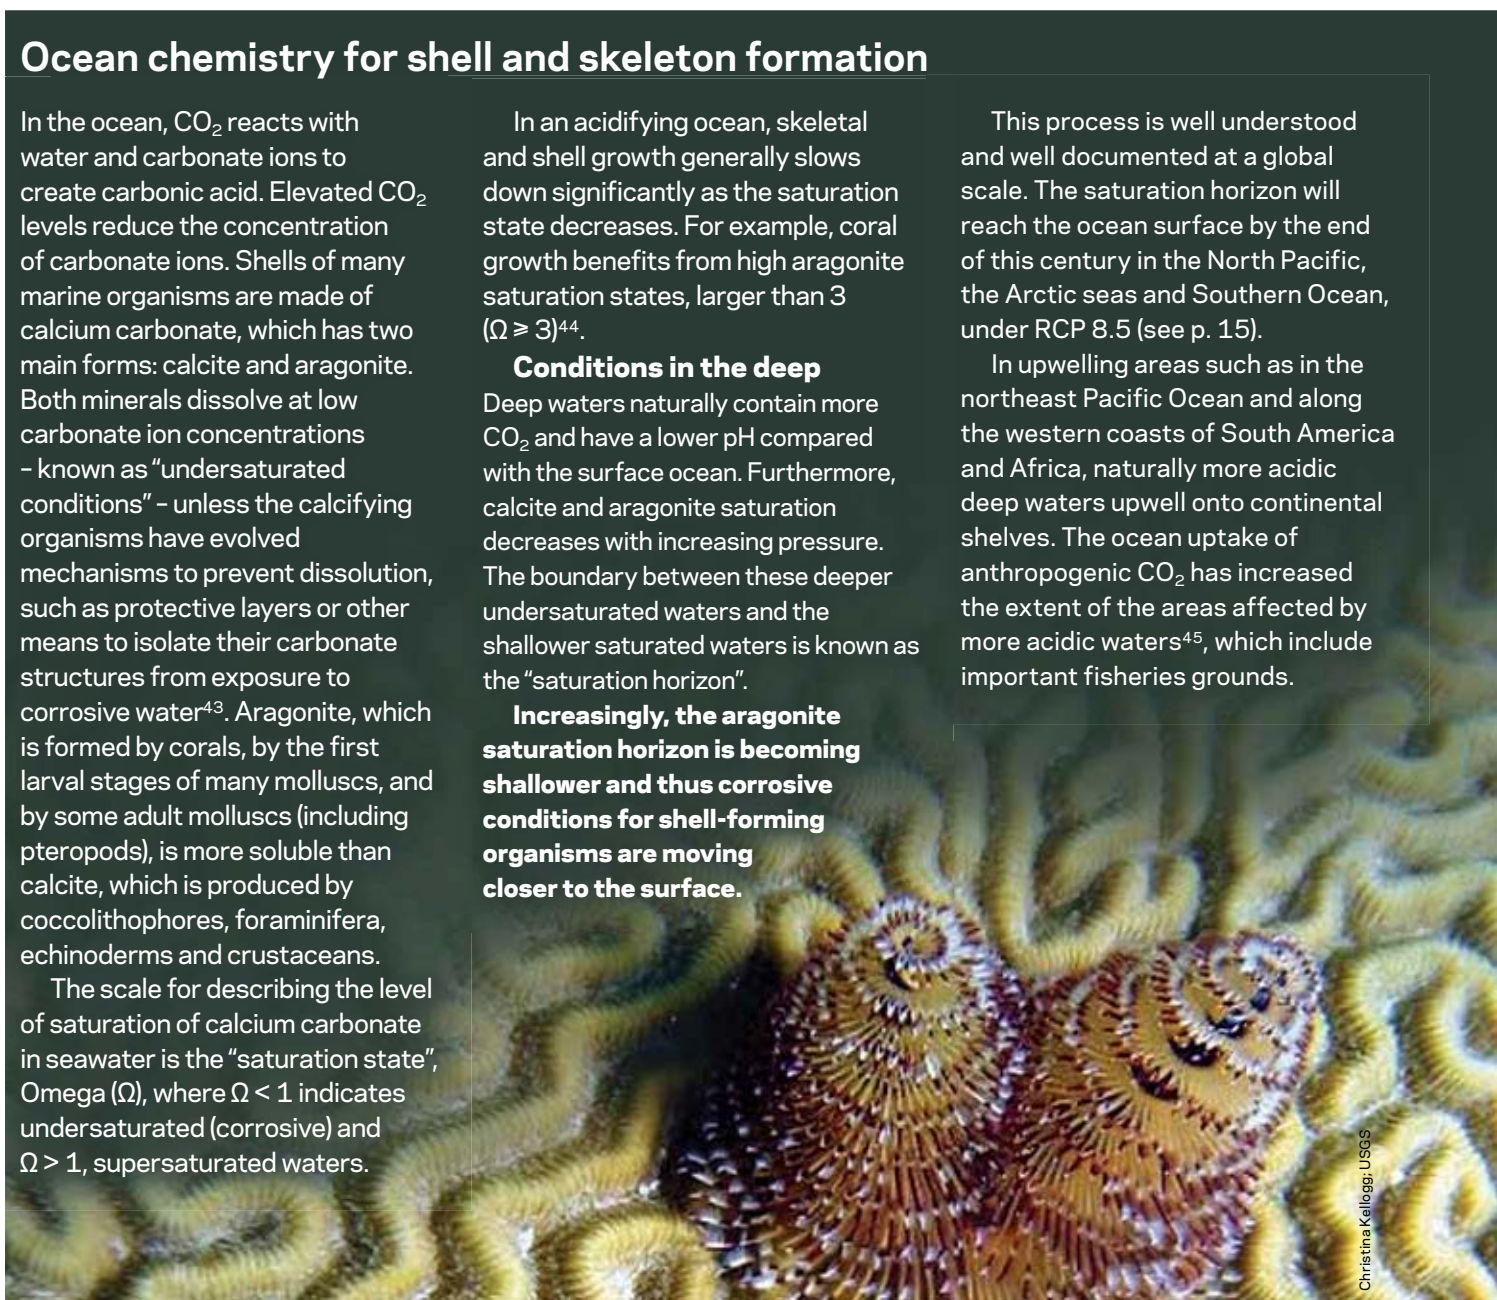 Ocean chemistry for shell and skeleton formation
In the ocean, CO₂ reacts with
water and carbonate ions to
create carbonic acid. Elevated CO₂
levels reduce the concentration
of carbonate ions. Shells of many
marine organisms are made of
calcium carbonate, which has two
main forms: calcite and aragonite.
Both minerals dissolve at low
carbonate ion concentrations
– known as “undersaturated
conditions” – unless the calcifying
organisms have evolved
mechanisms to prevent dissolution,
such as protective layers or other
means to isolate their carbonate
structures from exposure to
corrosive water⁴³. Aragonite, which
is formed by corals, by the first
larval stages of many molluscs, and
by some adult molluscs (including
pteropods), is more soluble than
calcite, which is produced by
coccolithophores, foraminifera,
echinoderms and crustaceans.
The scale for describing the level
of saturation of calcium carbonate
in seawater is the “saturation state”,
Omega (Ω), where Ω < 1 indicates
undersaturated (corrosive) and
Ω > 1, supersaturated waters.
In an acidifying ocean, skeletal
and shell growth generally slows
down significantly as the saturation
state decreases. For example, coral
growth benefits from high aragonite
saturation states, larger than 3
(Ω ⩾ 3)⁴⁴.
Conditions in the deep
Deep waters naturally contain more
CO₂ and have a lower pH compared
with the surface ocean. Furthermore,
calcite and aragonite saturation
decreases with increasing pressure.
The boundary between these deeper
undersaturated waters and the
shallower saturated waters is known as
the “saturation horizon”.
Increasingly, the aragonite
saturation horizon is becoming
shallower and thus corrosive
conditions for shell-forming
organisms are moving
closer to the surface.
This process is well understood
and well documented at a global
scale. The saturation horizon will
reach the ocean surface by the end
of this century in the North Pacific,
the Arctic seas and Southern Ocean,
under RCP 8.5 (see p. 15).
In upwelling areas such as in the
northeast Pacific Ocean and along
the western coasts of South America
and Africa, naturally more acidic
deep waters upwell onto continental
shelves. The ocean uptake of
anthropogenic CO₂ has increased
the extent of the areas affected by
more acidic waters⁴⁵, which include
important fisheries grounds.
Christina Kellogg; USGS